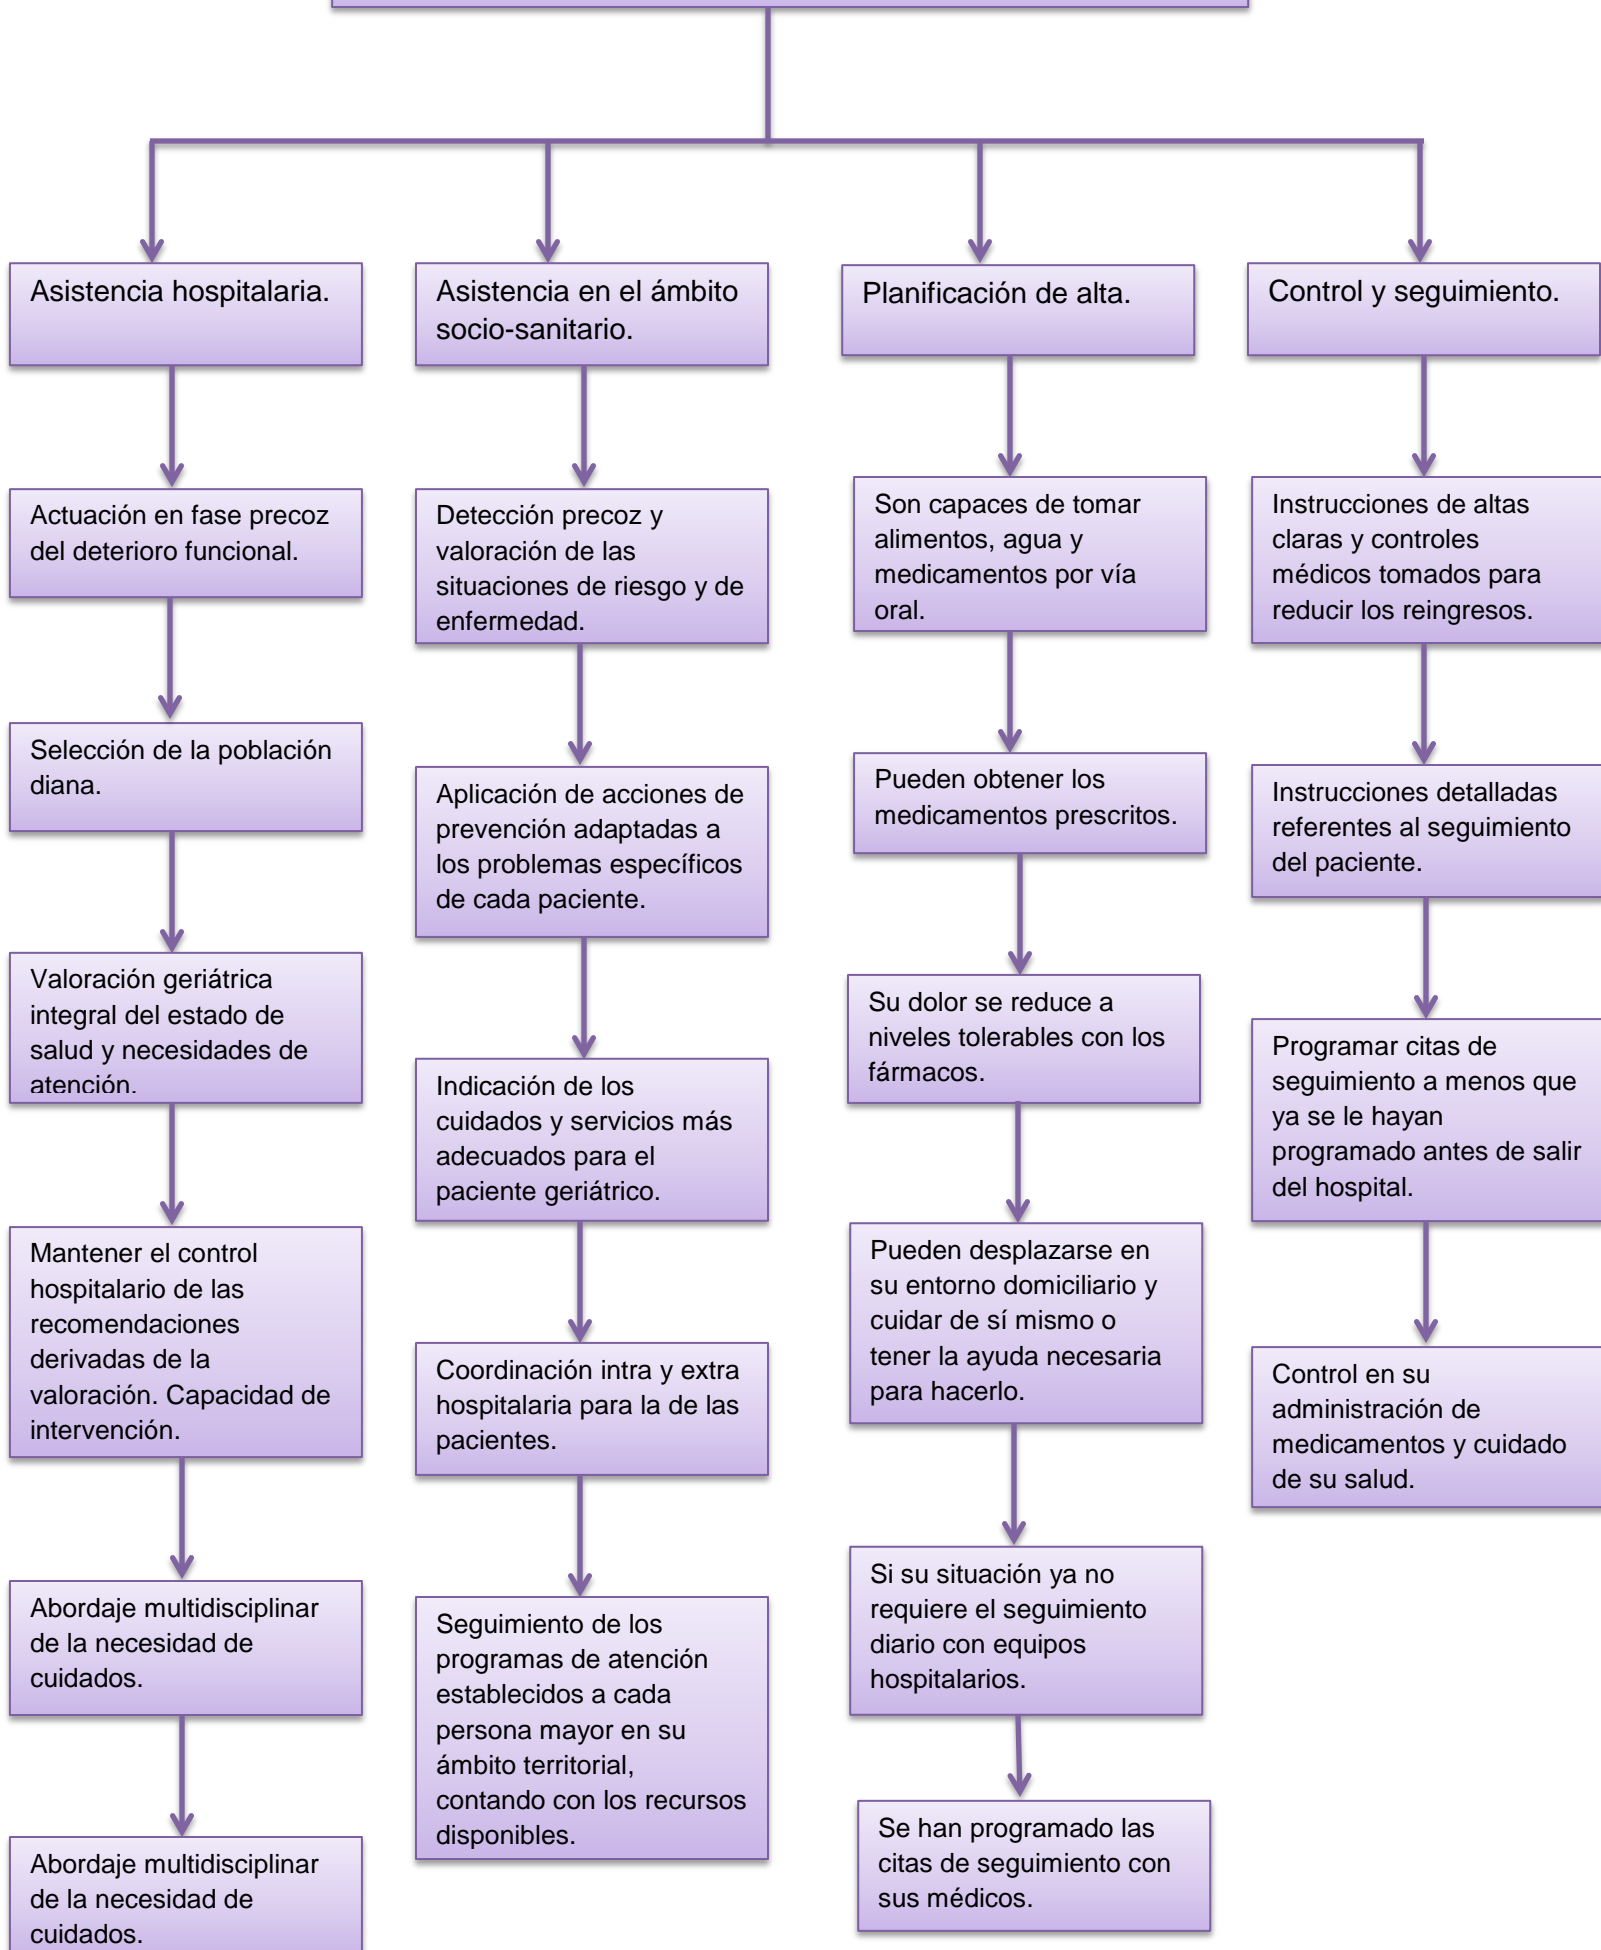 Asistencia hospitalaria.
Actuación en fase precoz
del deterioro funcional.
Selección de la población
diana.
Valoración geriátrica
integral del estado de
salud y necesidades de
atención.
Mantener el control
hospitalario de las
recomendaciones
derivadas de la
valoración. Capacidad de
intervención.
Abordaje multidisciplinar
de la necesidad de
cuidados.
Abordaje multidisciplinar
de la necesidad de
cuidados.
Asistencia en el ámbito
socio-sanitario.
Detección precoz y
valoración de las
situaciones de riesgo y de
enfermedad.
Aplicación de acciones de
prevención adaptadas a
los problemas específicos
de cada paciente.
Indicación de los
cuidados y servicios más
adecuados para el
paciente geriátrico.
Coordinación intra y extra
hospitalaria para la de las
pacientes.
Seguimiento de los
programas de atención
establecidos a cada
persona mayor en su
ámbito territorial,
contando con los recursos
disponibles.
Planificación de alta.
Son capaces de tomar
alimentos, agua y
medicamentos por vía
oral.
Pueden obtener los
medicamentos prescritos.
Su dolor se reduce a
niveles tolerables con los
fármacos.
Pueden desplazarse en
su entorno domiciliario y
cuidar de sí mismo o
tener la ayuda necesaria
para hacerlo.
Si su situación ya no
requiere el seguimiento
diario con equipos
hospitalarios.
Se han programado las
citas de seguimiento con
sus médicos.
Control y seguimiento.
Instrucciones de altas
claras y controles
médicos tomados para
reducir los reingresos.
Instrucciones detalladas
referentes al seguimiento
del paciente.
Programar citas de
seguimiento a menos que
ya se le hayan
programado antes de salir
del hospital.
Control en su
administración de
medicamentos y cuidado
de su salud.